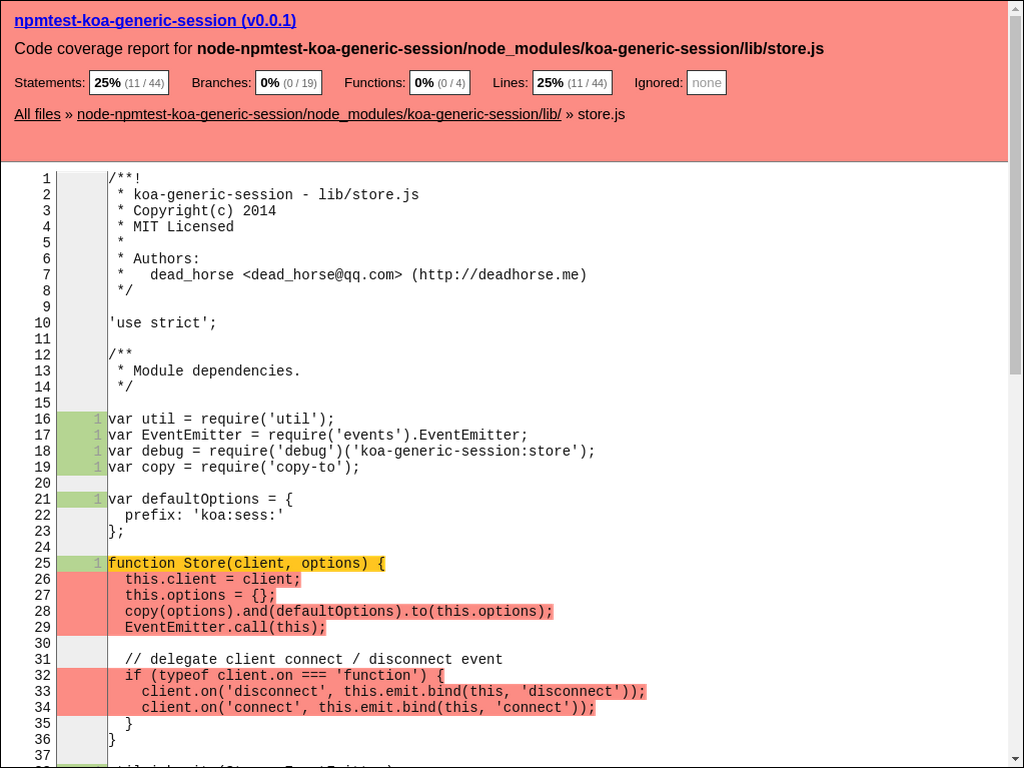 npmtest-koa-generic-session (v0.0.1)
Code coverage report for node-npmtest-koa-generic-session/node_modules/koa-generic-session/lib/store.js
Statements: 25% (11 / 44) Branches: 0% (0 / 19) Functions: 0% (0 / 4) Lines: 25% (11 / 44) Ignored: none
All files » node-npmtest-koa-generic-session/node_modules/koa-generic-session/lib/ » store.js
1 /**!
2  * koa-generic-session - lib/store.js
3  * Copyright(c) 2014
4  * MIT Licensed
5  *
6  * Authors:
7  *   dead_horse <dead_horse@qq.com> (http://deadhorse.me)
8  */
9
10 'use strict';
11
12 /**
13  * Module dependencies.
14  */
15
16 1 var util = require('util');
17 1 var EventEmitter = require('events').EventEmitter;
18 1 var debug = require('debug')('koa-generic-session:store');
19 1 var copy = require('copy-to');
20
21 1 var defaultOptions = {
22   prefix: 'koa:sess:'
23 };
24
25 1 function Store(client, options) {
26   this.client = client;
27   this.options = {};
28   copy(options).and(defaultOptions).to(this.options);
29   EventEmitter.call(this);
30
31   // delegate client connect / disconnect event
32   if (typeof client.on === 'function') {
33     client.on('disconnect', this.emit.bind(this, 'disconnect'));
34     client.on('connect', this.emit.bind(this, 'connect'));
35   }
36 }
37